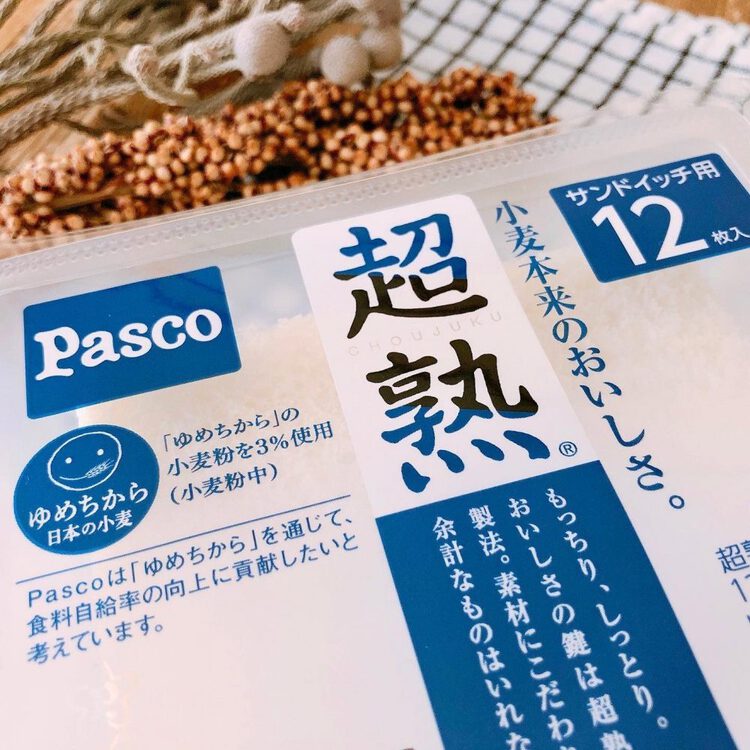 サンドイッチ用
12枚入
小麦本来のおいしさ。
超熟®
CHOUJUKU
Pasco
ゆめちから
日本の小麦
「ゆめちから」の
小麦粉を3%使用
(小麦粉中)
Pascoは「ゆめちから」を通じて、
食料自給率の向上に貢献したいと
考えています。
もっちり、しっとり。
おいしさの鍵は超熟
製法。素材にこだわ
余計なものはいれな
超